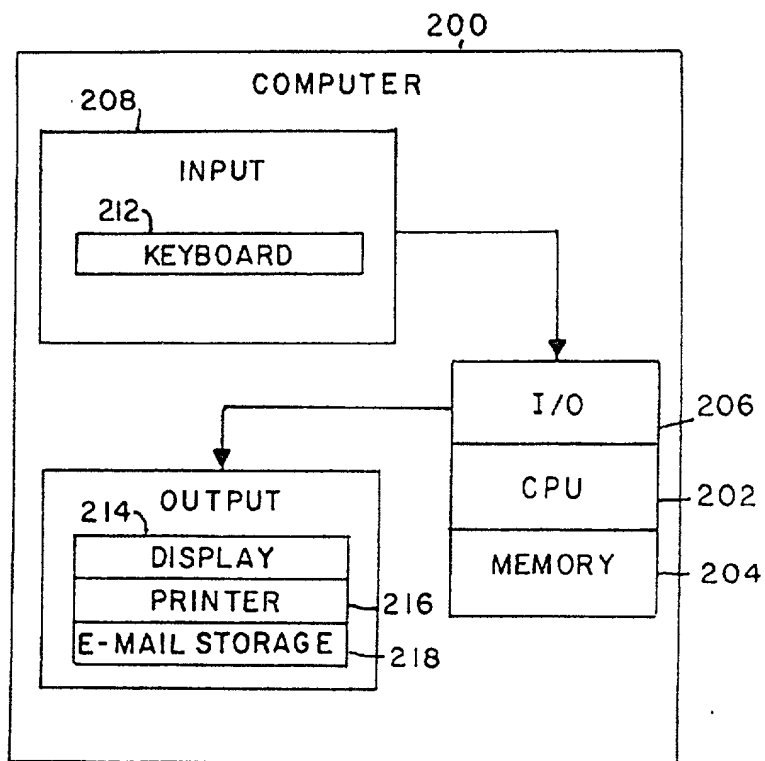 200
COMPUTER
208
INPUT
212
KEYBOARD
I/O
206
CPU
202
MEMORY
204
OUTPUT
214
DISPLAY
PRINTER
216
E-MAIL STORAGE
218